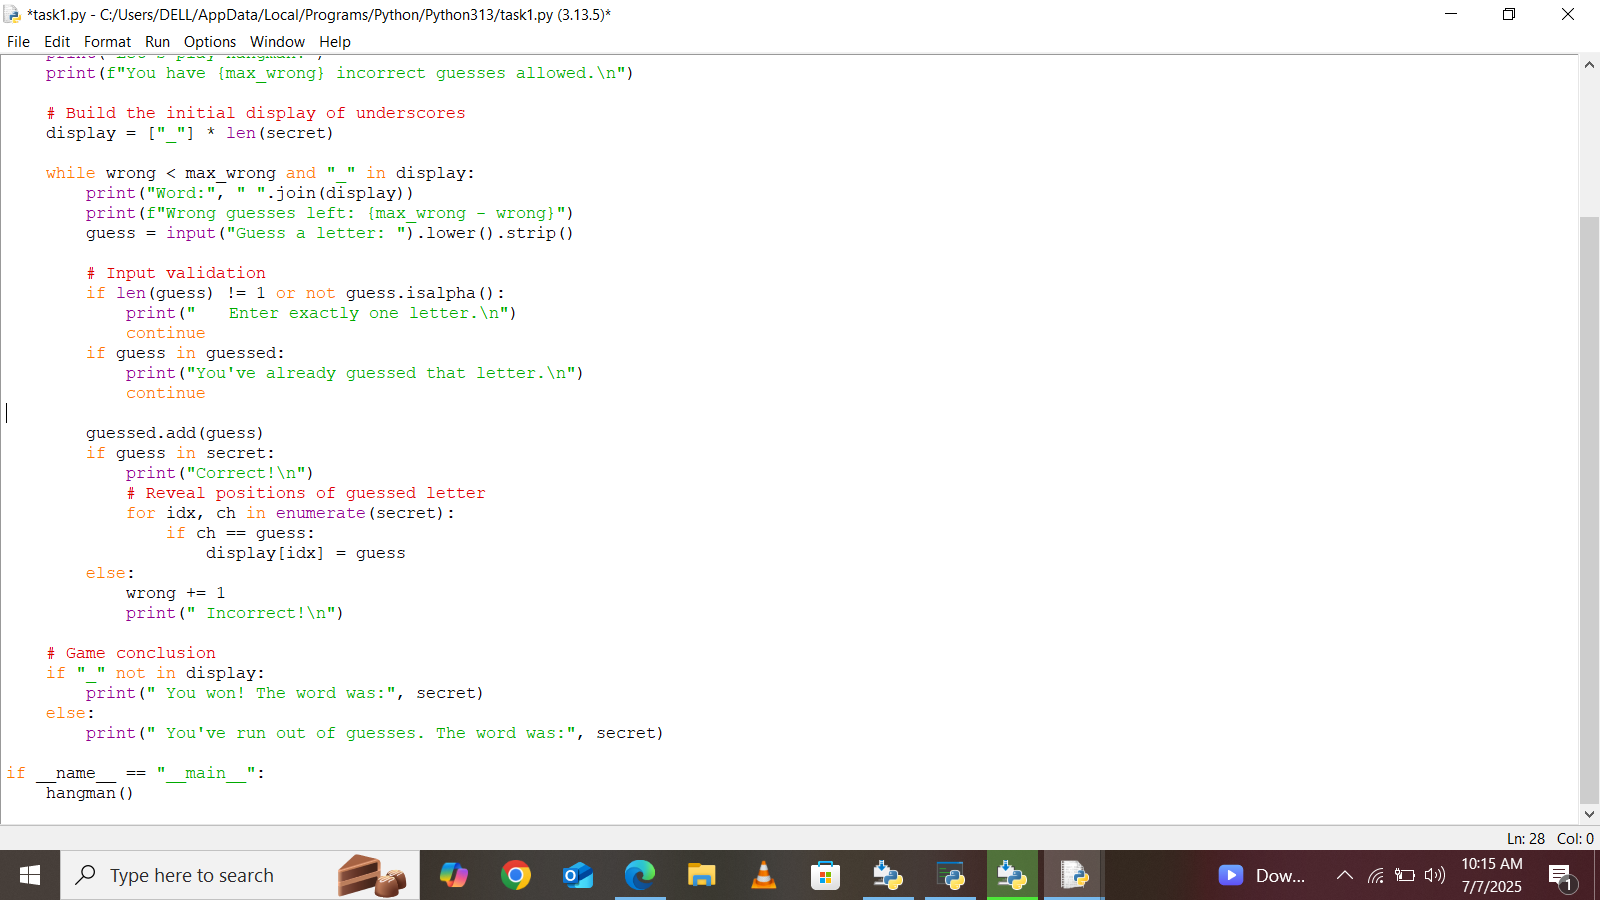 *task1.py - C:/Users/DELL/AppData/Local/Programs/Python/Python313/task1.py (3.13.5)*
File Edit Format Run Options Window Help
    print(f"You have {max_wrong} incorrect guesses allowed.\n")

    # Build the initial display of underscores
    display = ["_"] * len(secret)

    while wrong < max_wrong and "_" in display:
        print("Word:", " ".join(display))
        print(f"Wrong guesses left: {max_wrong - wrong}")
        guess = input("Guess a letter: ").lower().strip()

        # Input validation
        if len(guess) != 1 or not guess.isalpha():
            print("   Enter exactly one letter.\n")
            continue
        if guess in guessed:
            print("You've already guessed that letter.\n")
            continue

        guessed.add(guess)
        if guess in secret:
            print("Correct!\n")
            # Reveal positions of guessed letter
            for idx, ch in enumerate(secret):
                if ch == guess:
                    display[idx] = guess
        else:
            wrong += 1
            print(" Incorrect!\n")

    # Game conclusion
    if "_" not in display:
        print(" You won! The word was:", secret)
    else:
        print(" You've run out of guesses. The word was:", secret)

if __name__ == "__main__":
    hangman()
Ln: 28 Col: 0
Type here to search
Dow...
10:15 AM
7/7/2025
1